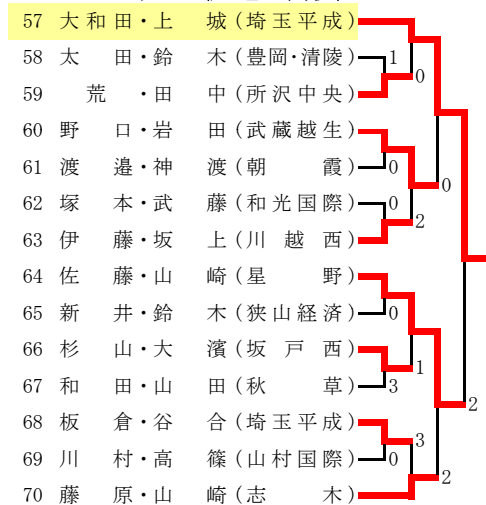 57 大和田・上城(埼玉平成)
58 太田・鈴木(豊岡・清陵) 1
0
59 荒・田中(所沢中央)
60 野口・岩田(武蔵越生)
61 渡邉・神渡(朝霞) 0
0
62 塚本・武藤(和光国際) 0
2
63 伊藤・坂上(川越西)
64 佐藤・山崎(星野)
65 新井・鈴木(狭山経済) 0
66 杉山・大濱(坂戸西)
1
67 和田・山田(秋草) 3
2
68 板倉・谷合(埼玉平成)
3
69 川村・高篠(山村国際) 0
2
70 藤原・山崎(志木)